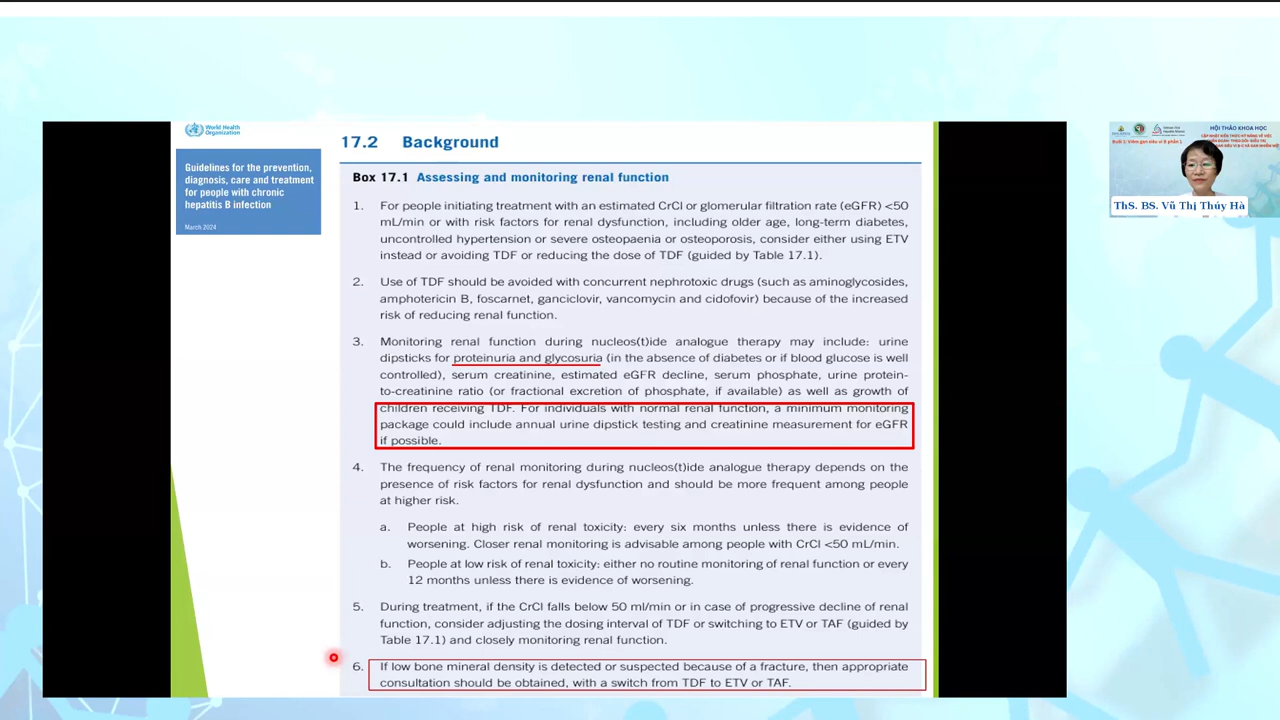 World Health
Organization
Guidelines for the prevention,
diagnosis, care and treatment
for people with chronic
hepatitis B infection
March 2024
17.2 Background
Box 17.1 Assessing and monitoring renal function
1. For people initiating treatment with an estimated CrCl or glomerular filtration rate (eGFR) <50
mL/min or with risk factors for renal dysfunction, including older age, long-term diabetes,
uncontrolled hypertension or severe osteopaenia or osteoporosis, consider either using ETV
instead or avoiding TDF or reducing the dose of TDF (guided by Table 17.1).
2. Use of TDF should be avoided with concurrent nephrotoxic drugs (such as aminoglycosides,
amphotericin B, foscarnet, ganciclovir, vancomycin and cidofovir) because of the increased
risk of reducing renal function.
3. Monitoring renal function during nucleos(t)ide analogue therapy may include: urine
dipsticks for proteinuria and glycosuria (in the absence of diabetes or if blood glucose is well
controlled), serum creatinine, estimated eGFR decline, serum phosphate, urine protein-
to-creatinine ratio (or fractional excretion of phosphate, if available) as well as growth of
children receiving TDF. For individuals with normal renal function, a minimum monitoring
package could include annual urine dipstick testing and creatinine measurement for eGFR
if possible.
4. The frequency of renal monitoring during nucleos(t)ide analogue therapy depends on the
presence of risk factors for renal dysfunction and should be more frequent among people
at higher risk.
a. People at high risk of renal toxicity: every six months unless there is evidence of
worsening. Closer renal monitoring is advisable among people with CrCl <50 mL/min.
b. People at low risk of renal toxicity: either no routine monitoring of renal function or every
12 months unless there is evidence of worsening.
5. During treatment, if the CrCl falls below 50 ml/min or in case of progressive decline of renal
function, consider adjusting the dosing interval of TDF or switching to ETV or TAF (guided by
Table 17.1) and closely monitoring renal function.
6. If low bone mineral density is detected or suspected because of a fracture, then appropriate
consultation should be obtained, with a switch from TDF to ETV or TAF.
HỘI THẢO KHOA HỌC
ThS. BS. Vũ Thị Thúy Hà